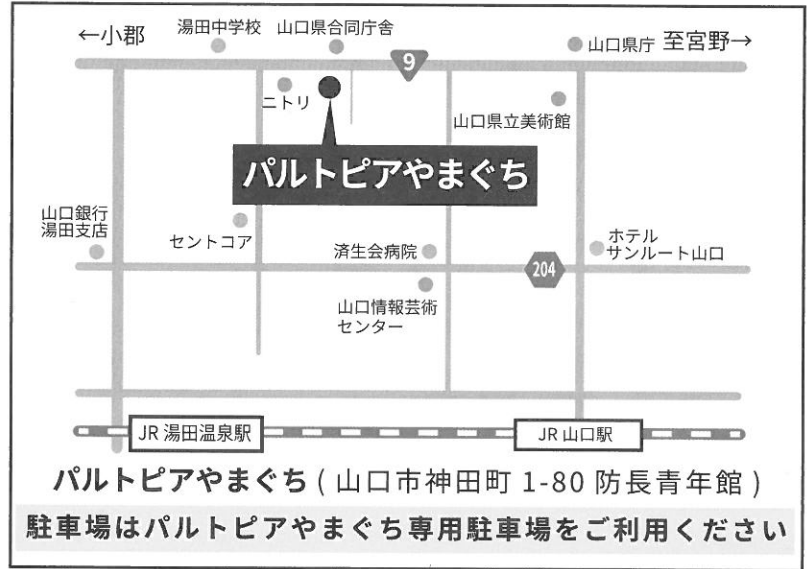 ←小郡
湯田中学校
山口県合同庁舎
山口県庁
至宮野→
9
ニトリ
山口県立美術館
パルトピアやまぐち
山口銀行
湯田支店
セントコア
済生会病院
ホテル
サンルート山口
204
山口情報芸術
センター
JR 湯田温泉駅
JR 山口駅
パルトピアやまぐち ( 山口市神田町 1-80 防長青年館 )
駐車場はパルトピアやまぐち専用駐車場をご利用ください